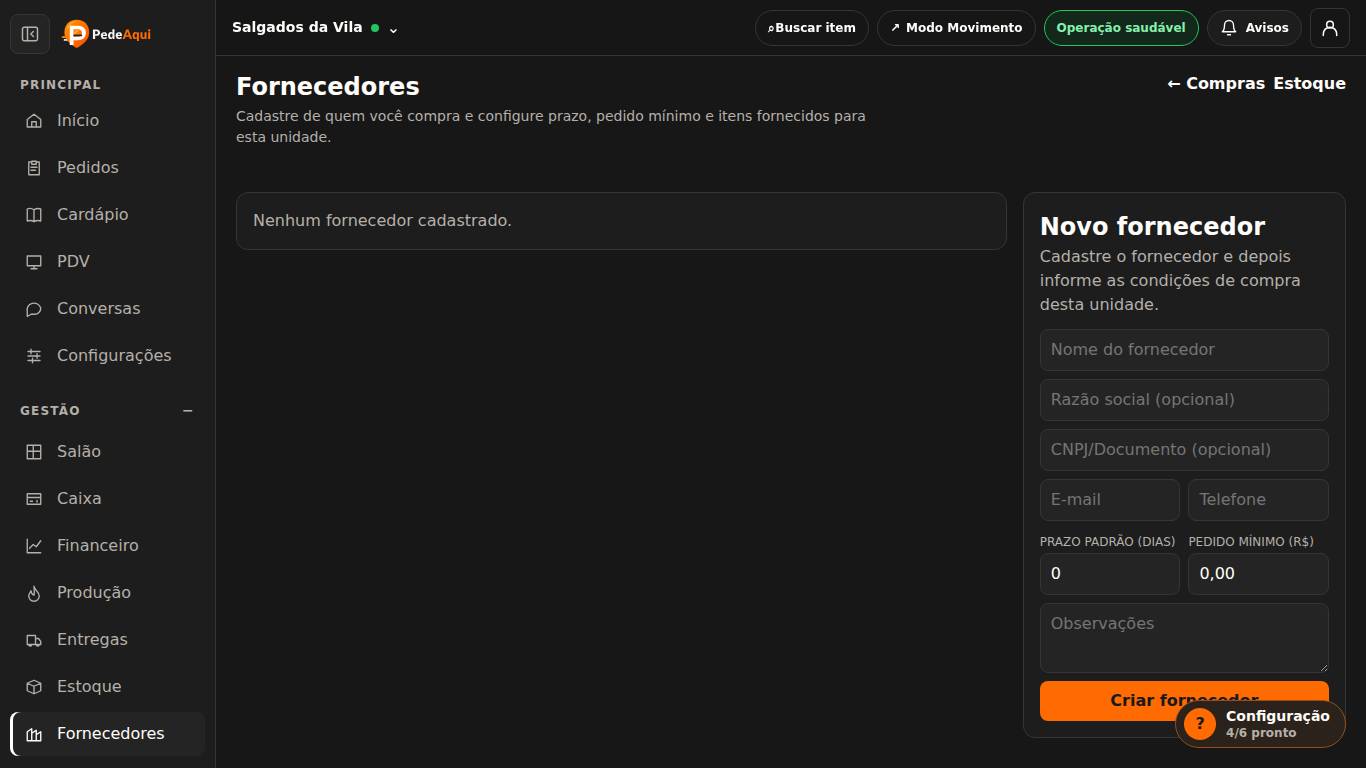 PedeAqui
PRINCIPAL
Início
Pedidos
Cardápio
PDV
Conversas
Configurações
GESTÃO
Salão
Caixa
Financeiro
Produção
Entregas
Estoque
Fornecedores
Salgados da Vila
Buscar item
↗ Modo Movimento
Operação saudável
Avisos
Fornecedores
Cadastre de quem você compra e configure prazo, pedido mínimo e itens fornecidos para
esta unidade.
← Compras Estoque
Nenhum fornecedor cadastrado.
Novo fornecedor
Cadastre o fornecedor e depois
informe as condições de compra
desta unidade.
Nome do fornecedor
Razão social (opcional)
CNPJ/Documento (opcional)
E-mail Telefone
PRAZO PADRÃO (DIAS) PEDIDO MÍNIMO (R$)
0 0,00
Observações
Criar fornecedor
? Configuração
4/6 pronto